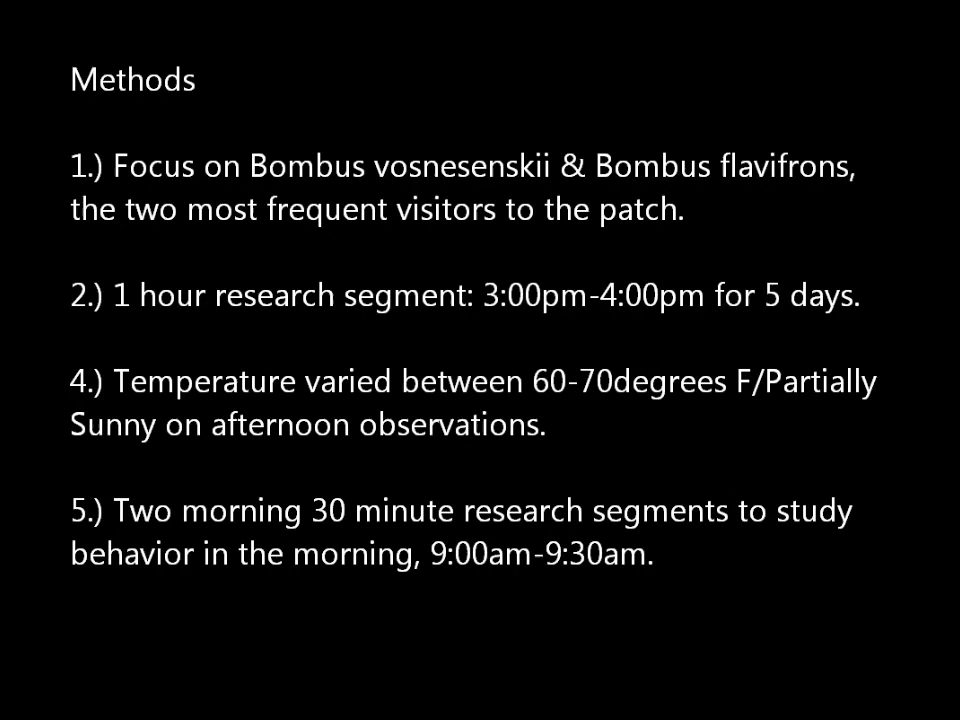 Methods
1.) Focus on Bombus vosnesenskii & Bombus flavifrons,
the two most frequent visitors to the patch.
2.) 1 hour research segment: 3:00pm-4:00pm for 5 days.
4.) Temperature varied between 60-70degrees F/Partially
Sunny on afternoon observations.
5.) Two morning 30 minute research segments to study
behavior in the morning, 9:00am-9:30am.